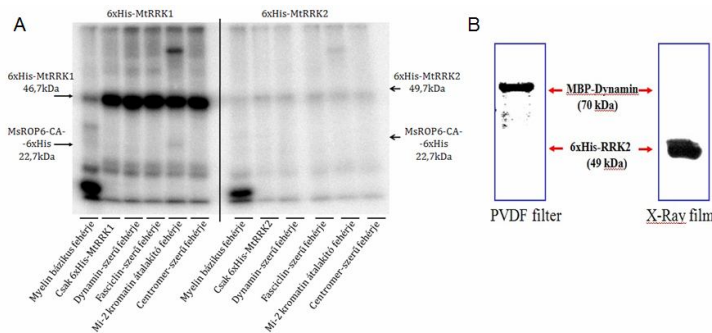 A
6xHis-MtRRK1
6xHis-MtRRK2
B
6xHis-MtRRK1
46,7kDa
MsROP6-CA-
-6xHis
22,7kDa
6xHis-MtRRK2
49,7kDa
MsROP6-CA-
-6xHis
22,7kDa
Myelin bázikus fehérje
Csak 6xHis-MtRRK1
Dynamin-szerű fehérje
Fasciclin-szerű fehérje
Mi-2 kromatin átalakító fehérje
Centromer-szerű fehérje
Myelin bázikus fehérje
Csak 6xHis-MtRRK2
Dynamin-szerű fehérje
Fasciclin-szerű fehérje
Mi-2 kromatin átalakító fehérje
Centromer-szerű fehérje
MBP-Dynamin
(70 kDa)
6xHis-RRK2
(49 kDa)
PVDF filter
X-Ray film